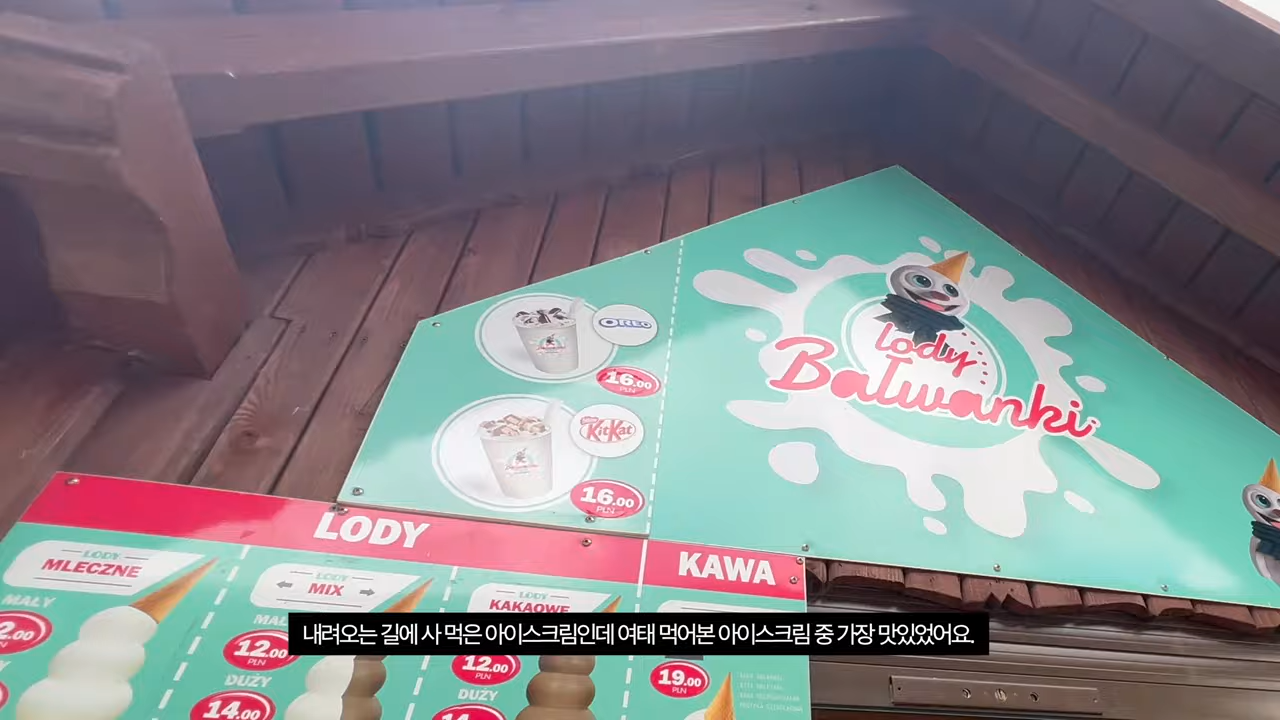 OREO
16.00
PLN
KitKat
16.00
PLN
lody
Bałwanki
LODY
KAWA
LODY
MLECZNE
MAŁY
LODY
MIX
12.00
PLN
DUŻY
14.00
LODY
KAKAOWE
12.00
PLN
DUŻY
19.00
PLN
내려오는 길에 사 먹은 아이스크림인데 여태 먹어본 아이스크림 중 가장 맛있었어요.